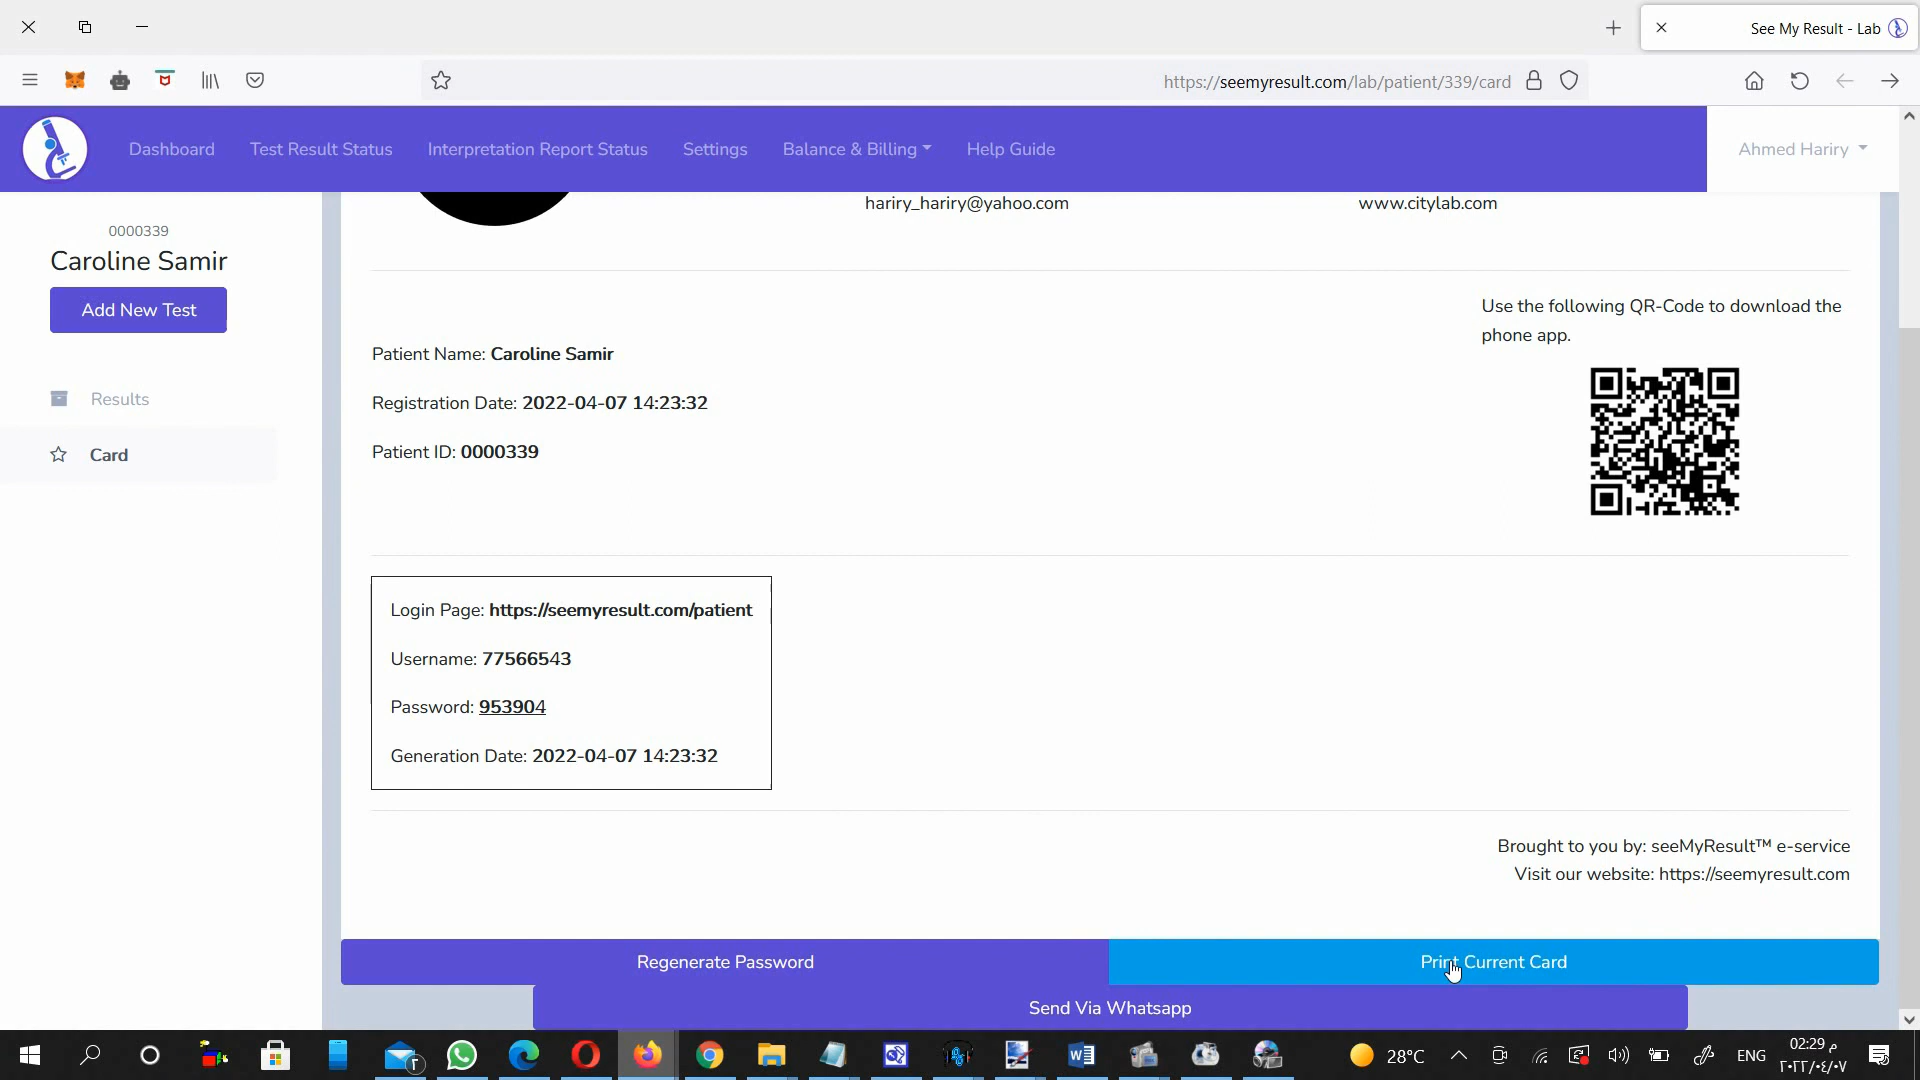 See My Result - Lab
https://seemyresult.com/lab/patient/339/card
Dashboard
Test Result Status
Interpretation Report Status
Settings
Balance & Billing
Help Guide
Ahmed Hariry
hariry_hariry@yahoo.com
www.citylab.com
0000339
Caroline Samir
Add New Test
Results
Card
Use the following QR-Code to download the
phone app.
Patient Name: Caroline Samir
Registration Date: 2022-04-07 14:23:32
Patient ID: 0000339
Login Page: https://seemyresult.com/patient
Username: 77566543
Password: 953904
Generation Date: 2022-04-07 14:23:32
Brought to you by: seeMyResult™ e-service
Visit our website: https://seemyresult.com
Regenerate Password
Print Current Card
Send Via Whatsapp
٢
28°C
ENG
02:29 م
٢٠٢٢/٠٤/٠٧